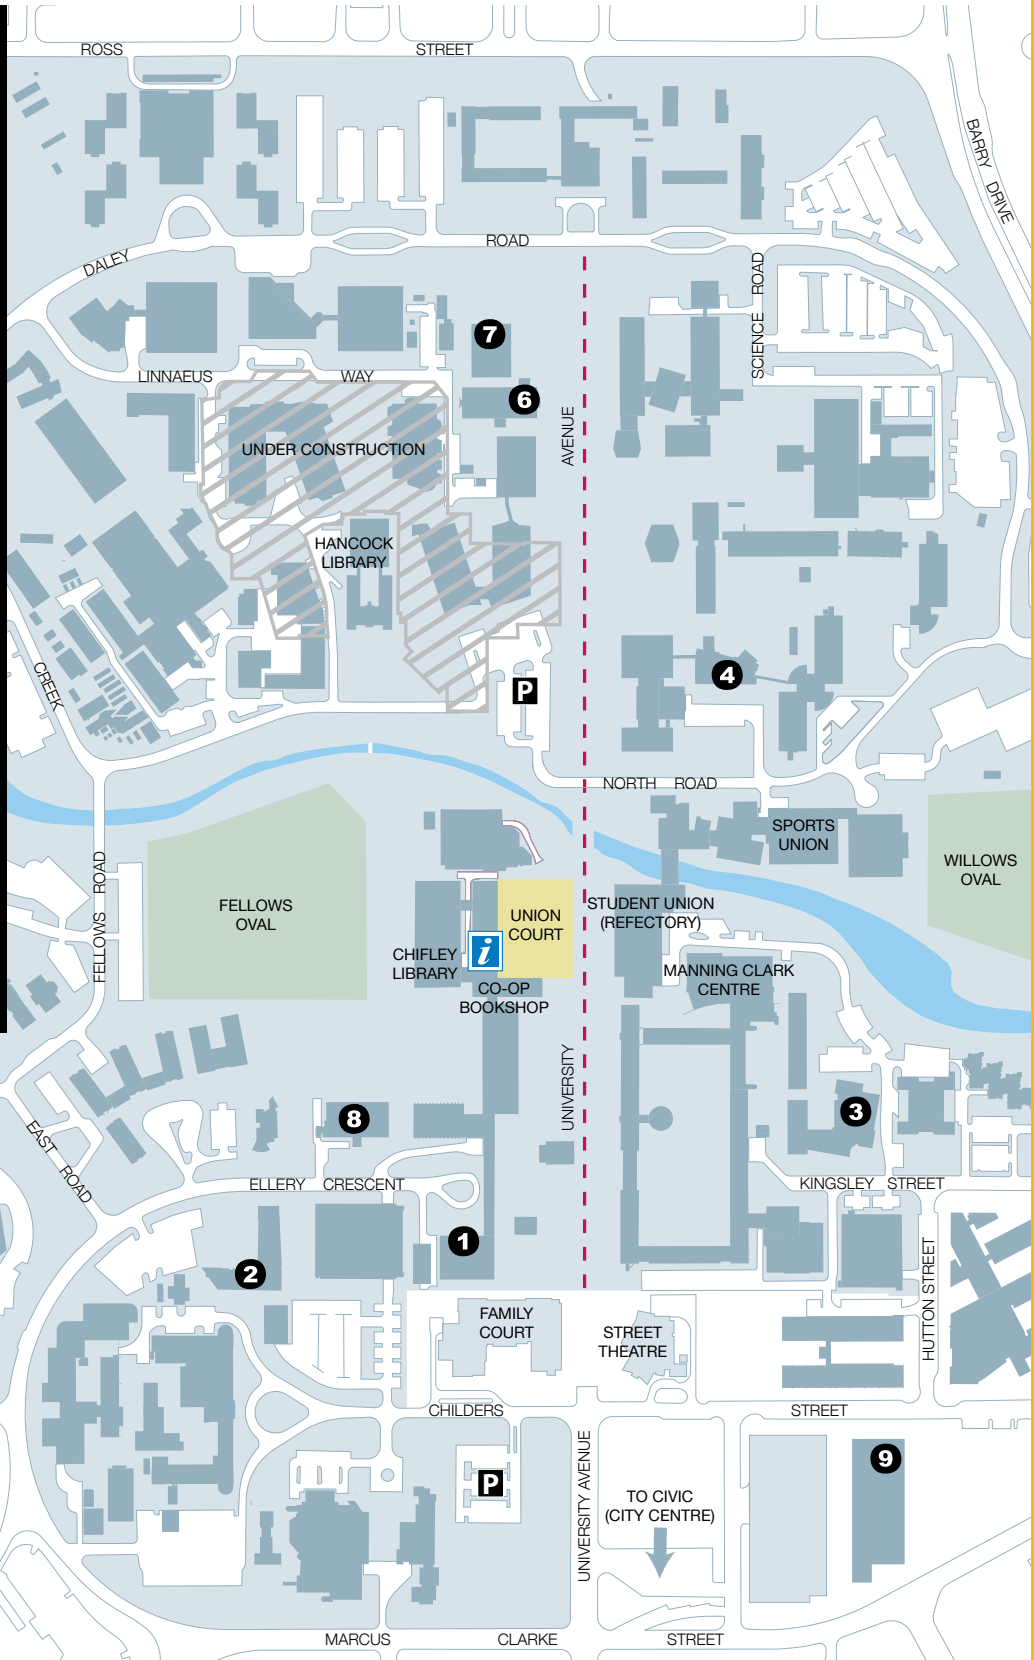 ROSS STREET
BARRY DRIVE
ROAD
DALEY
SCIENCE ROAD
7
LINNAEUS WAY
6
AVENUE
UNDER CONSTRUCTION
HANCOCK
LIBRARY
CREEK
4
P
NORTH ROAD
SPORTS
UNION
WILLOWS
OVAL
FELLOWS ROAD
FELLOWS
OVAL
UNION
COURT
STUDENT UNION
(REFECTORY)
CHIFLEY
LIBRARY
i
MANNING CLARK
CENTRE
CO-OP
BOOKSHOP
UNIVERSITY
8
3
EAST ROAD
ELLERY CRESCENT
KINGSLEY STREET
1
2
HUTTON STREET
FAMILY
COURT
STREET
THEATRE
CHILDERS STREET
UNIVERSITY AVENUE
9
P
TO CIVIC
(CITY CENTRE)
MARCUS CLARKE STREET